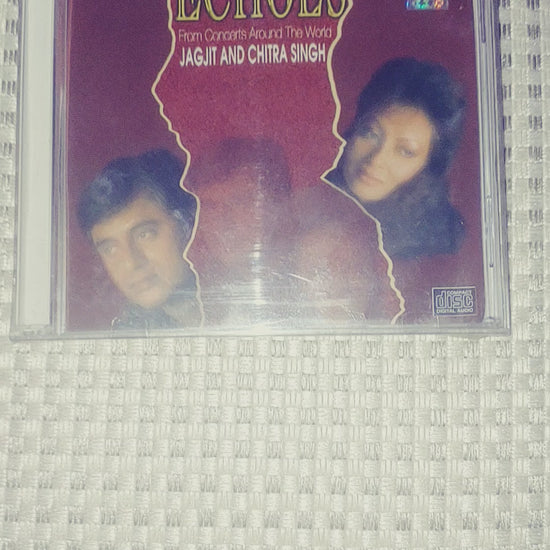 ECHOES
From Concerts Around The World
JAGJIT AND CHITRA SINGH
COMPACT
disc
DIGITAL AUDIO